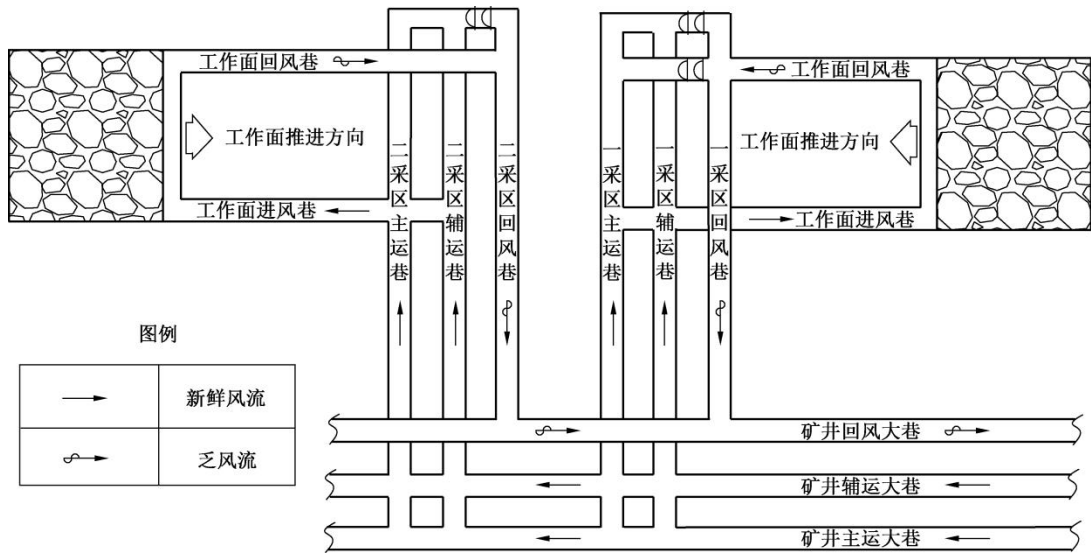 工作面回风巷
工作面回风巷
工作面推进方向
工作面推进方向
二采区主运巷
二采区辅运巷
二采区回风巷
一采区主运巷
一采区辅运巷
一采区回风巷
工作面进风巷
工作面进风巷
图例
新鲜风流
乏风流
矿井回风大巷
矿井辅运大巷
矿井主运大巷